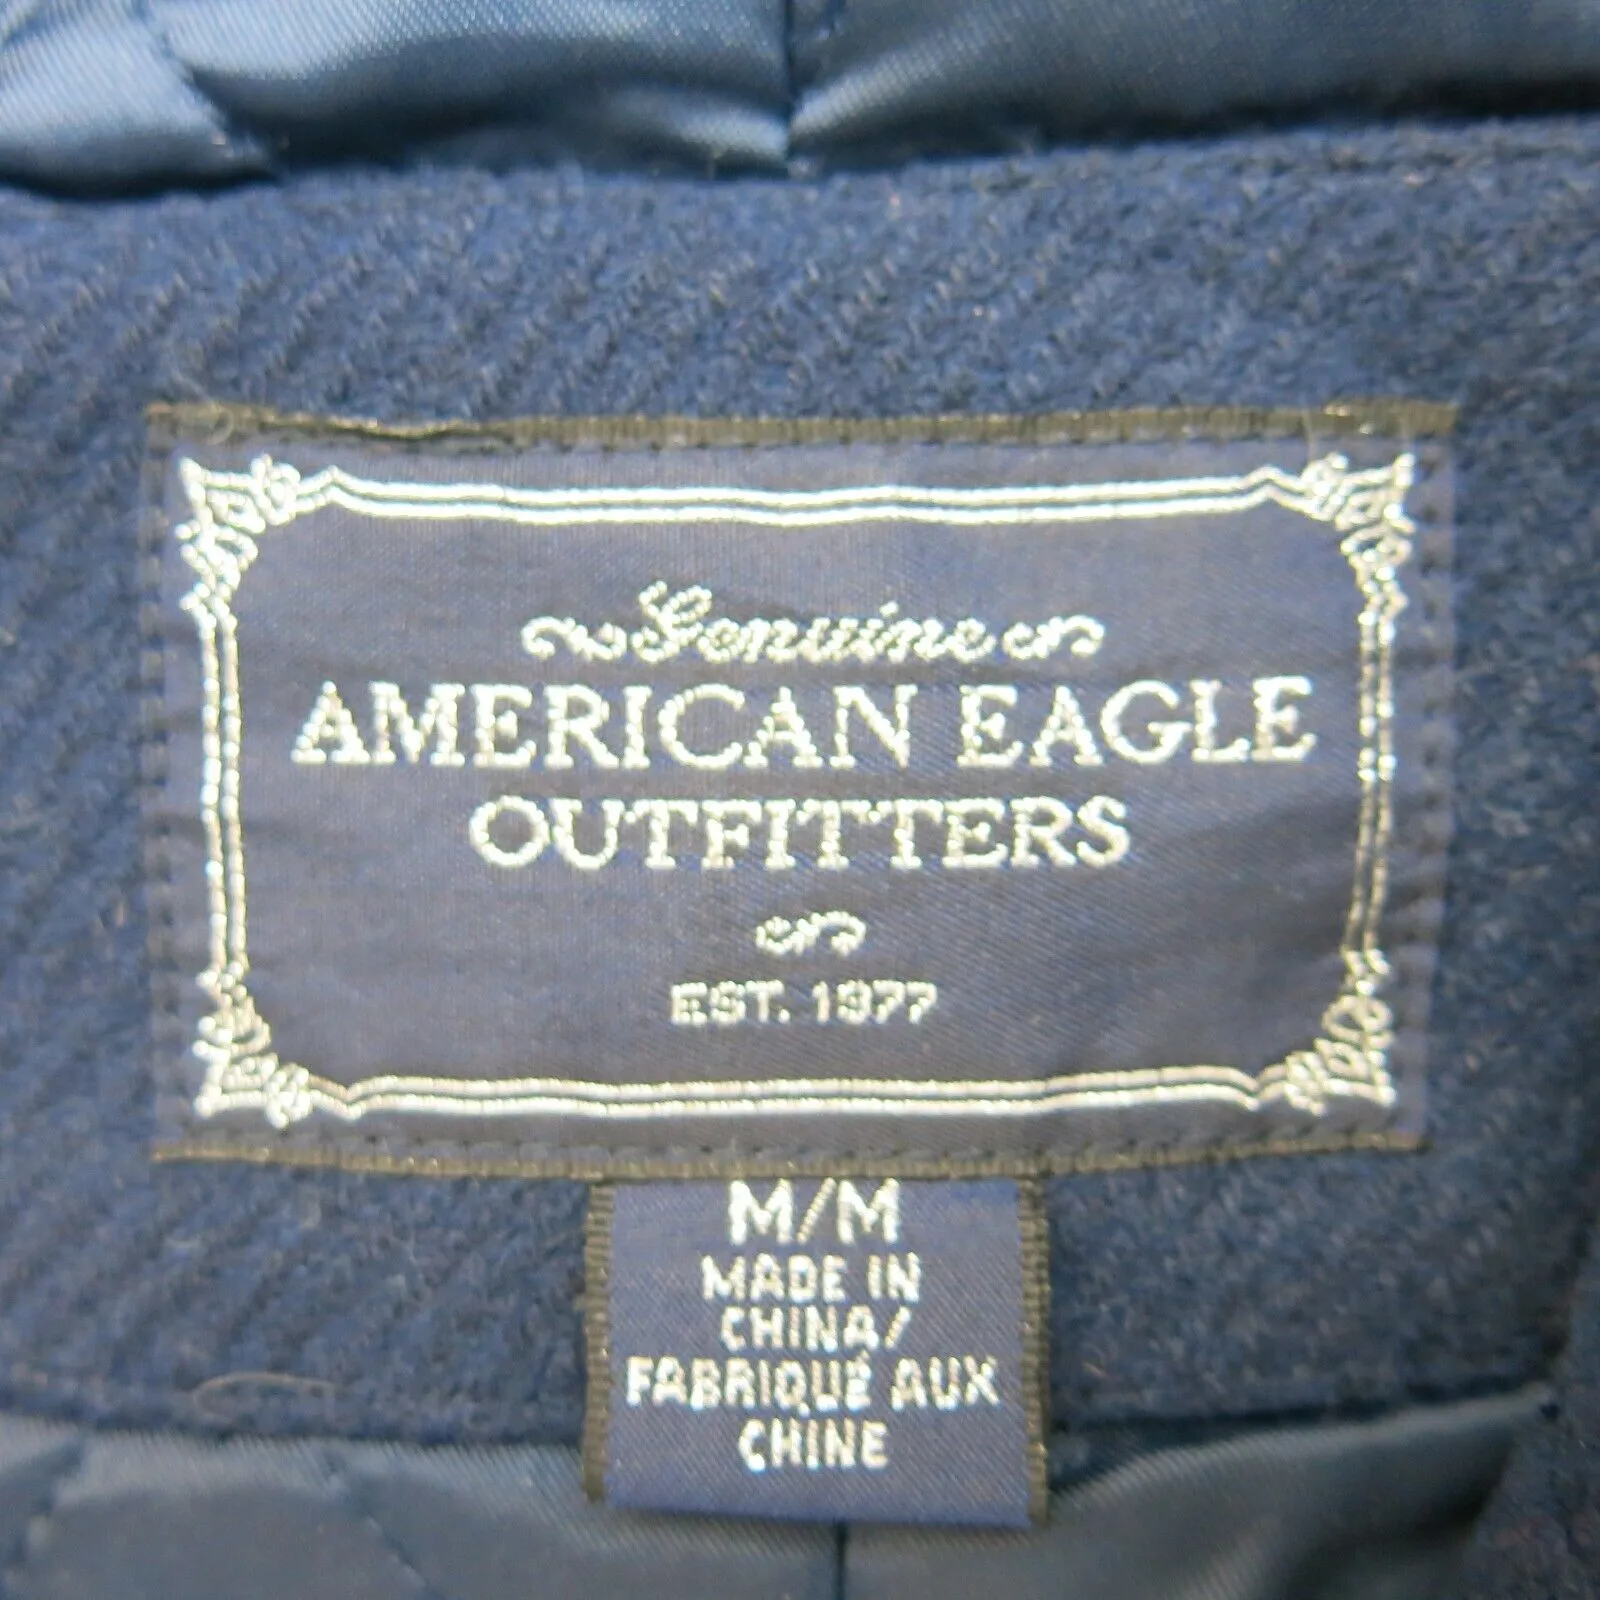 Genuine
AMERICAN EAGLE
OUTFITTERS
EST. 1977
M/M
MADE IN
CHINA/
FABRIQUÉ AUX
CHINE